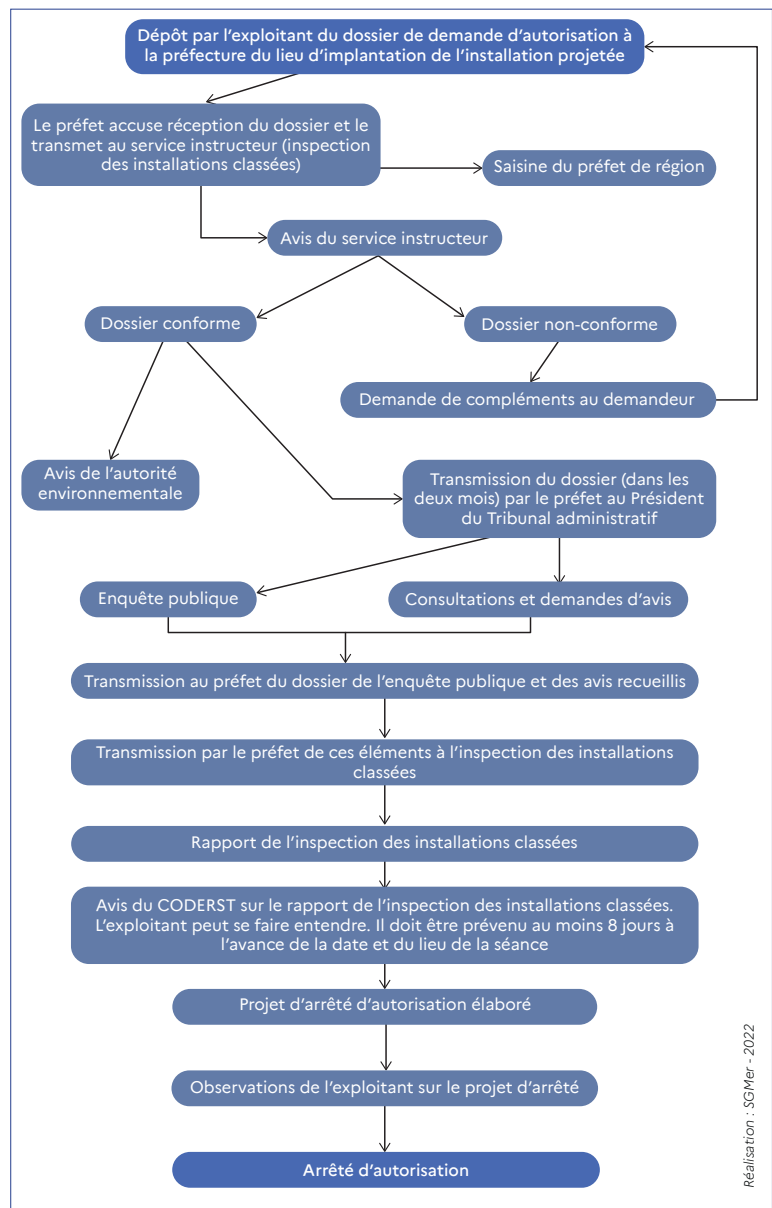 Dépôt par l'exploitant du dossier de demande d'autorisation à
la préfecture du lieu d'implantation de l'installation projetée
Le préfet accuse réception du dossier et le
transmet au service instructeur (inspection
des installations classées)
Saisine du préfet de région
Avis du service instructeur
Dossier conforme
Dossier non-conforme
Demande de compléments au demandeur
Avis de l'autorité
environnementale
Transmission du dossier (dans les
deux mois) par le préfet au Président
du Tribunal administratif
Enquête publique
Consultations et demandes d'avis
Transmission au préfet du dossier de l'enquête publique et des avis recueillis
Transmission par le préfet de ces éléments à l'inspection des installations
classées
Rapport de l'inspection des installations classées
Avis du CODERST sur le rapport de l'inspection des installations classées.
L'exploitant peut se faire entendre. Il doit être prévenu au moins 8 jours à
l'avance de la date et du lieu de la séance
Projet d'arrêté d'autorisation élaboré
Observations de l'exploitant sur le projet d'arrêté
Arrêté d'autorisation
Réalisation : SGMer - 2022